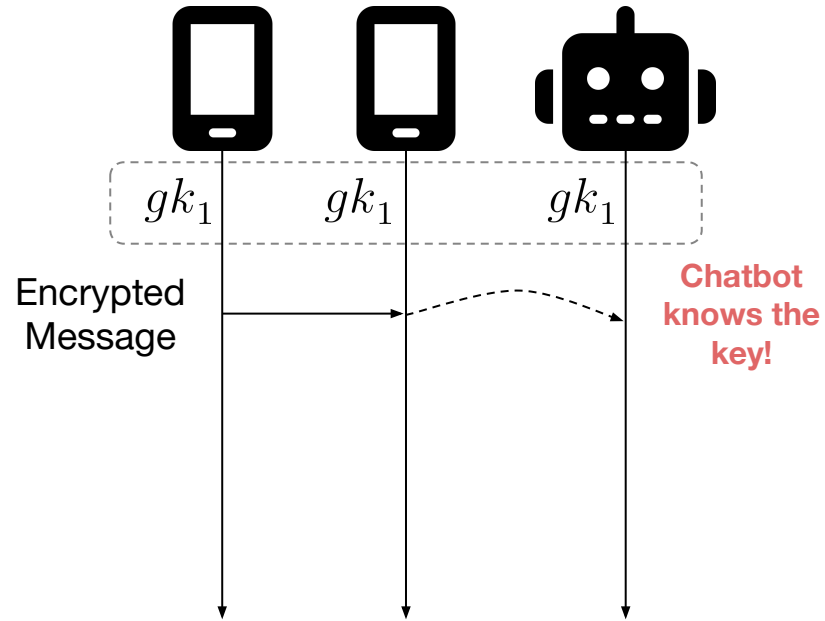 gk₁ gk₁ gk₁
Encrypted
Message
Chatbot
knows the
key!